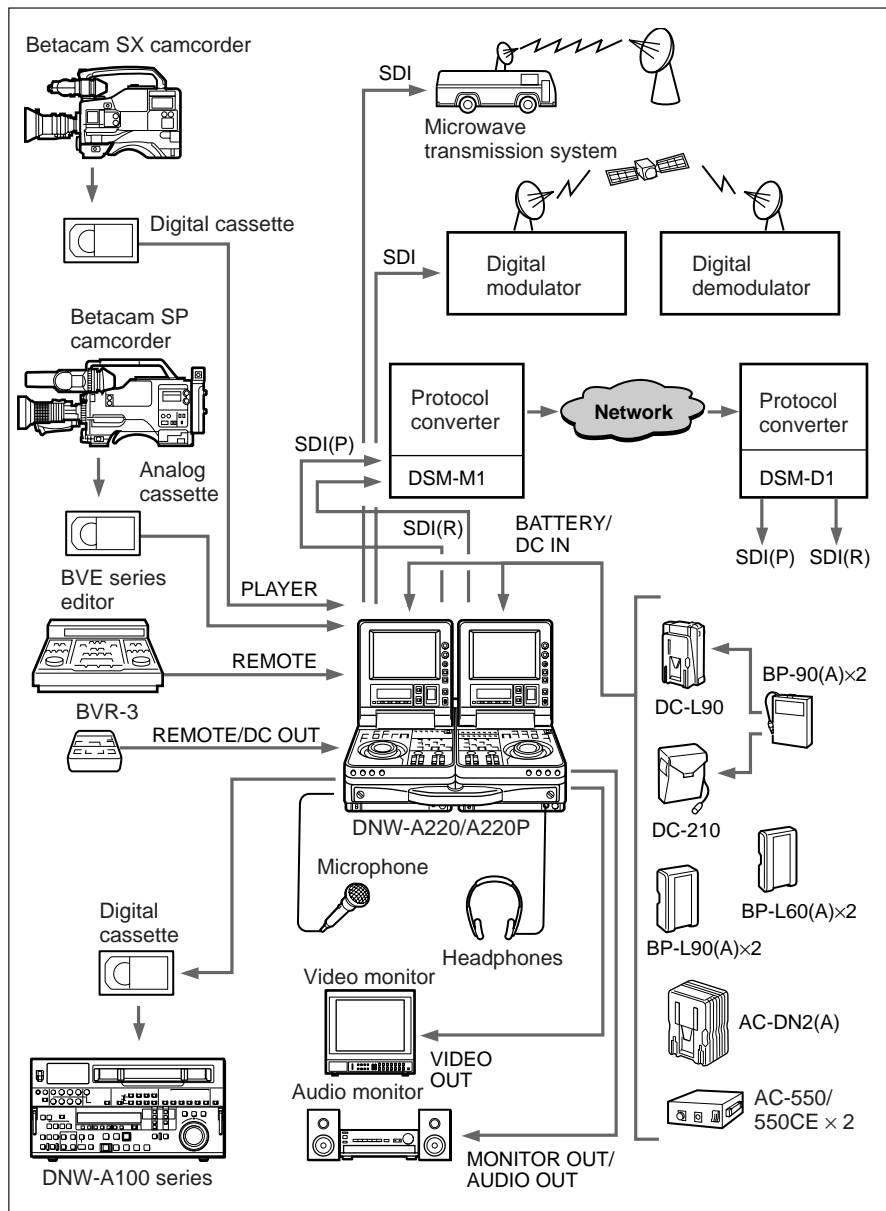 Betacam SX camcorder
SDI
Microwave
transmission system
Digital cassette
SDI
Digital
modulator
Digital
demodulator
Betacam SP
camcorder
Protocol
converter
Network
Protocol
converter
SDI(P)
DSM-M1
DSM-D1
Analog
cassette
SDI(R)
BATTERY/
DC IN
SDI(P)
SDI(R)
BVE series
editor
PLAYER
REMOTE
BVR-3
REMOTE/DC OUT
DC-L90
BP-90(A)×2
DC-210
DNW-A220/A220P
Microphone
Headphones
BP-L60(A)×2
BP-L90(A)×2
Digital
cassette
Video monitor
VIDEO
OUT
AC-DN2(A)
Audio monitor
MONITOR OUT/
AUDIO OUT
AC-550/
550CE × 2
DNW-A100 series